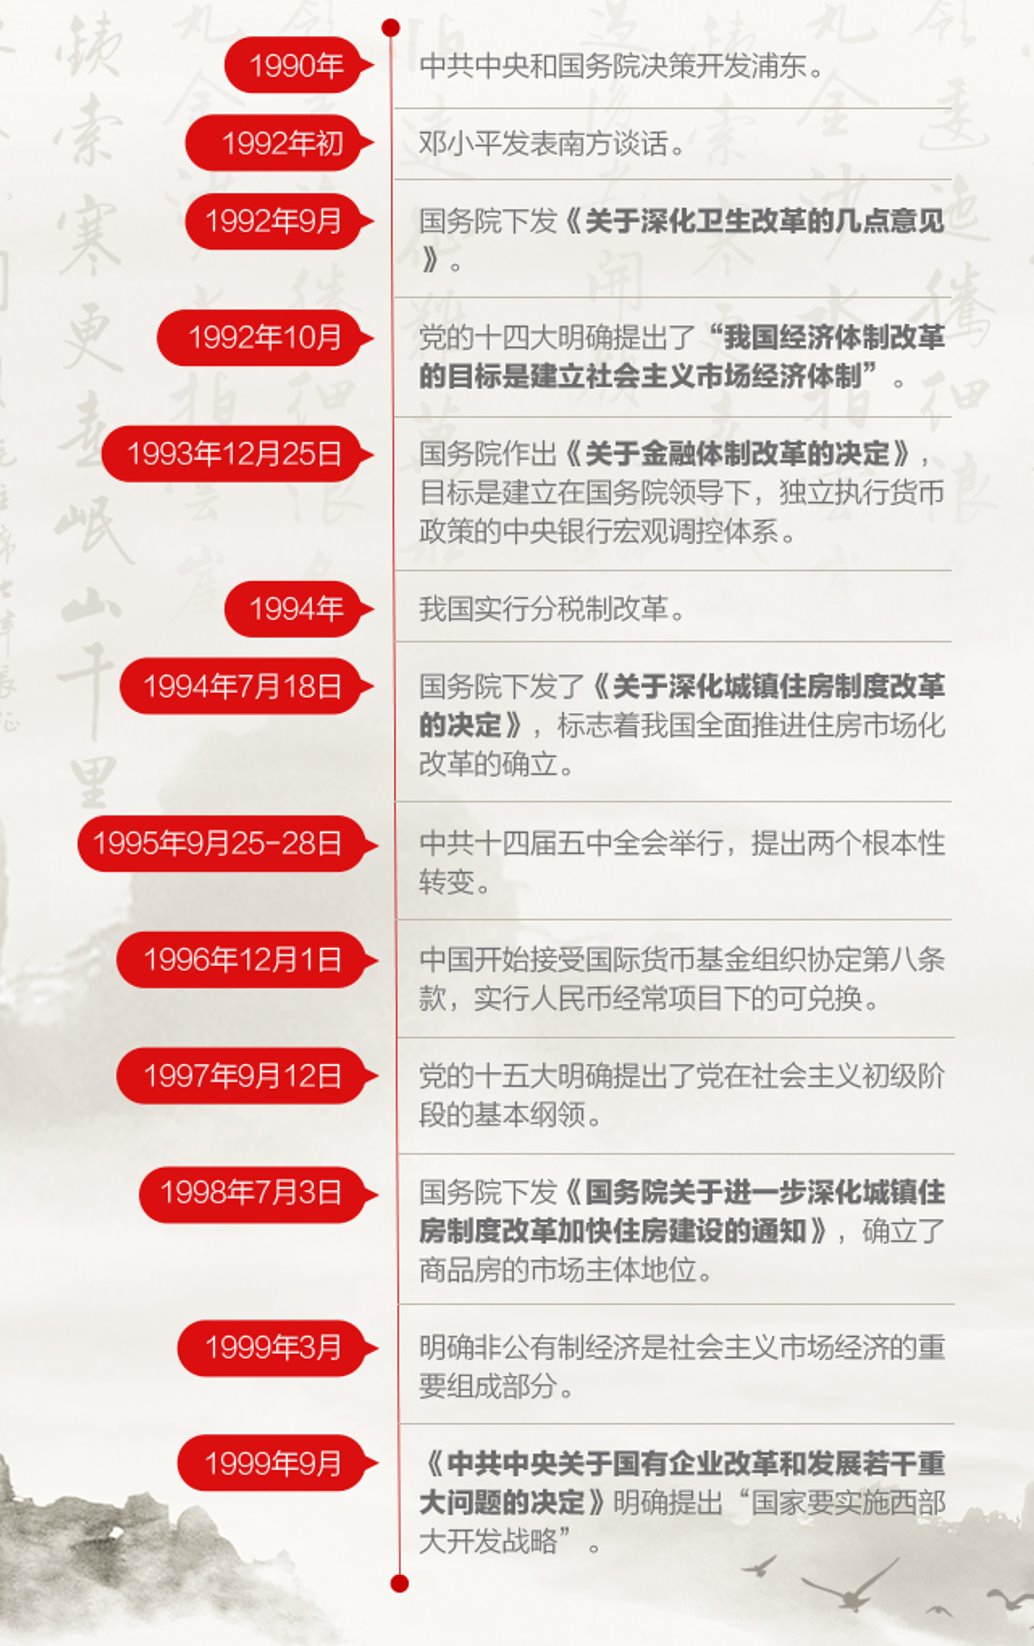 1990年
中共中央和国务院决策开发浦东。
1992年初
邓小平发表南方谈话。
1992年9月
国务院下发《关于深化卫生改革的几点意见
》。
1992年10月
党的十四大明确提出了“我国经济体制改革
的目标是建立社会主义市场经济体制”。
1993年12月25日
国务院作出《关于金融体制改革的决定》，
目标是建立在国务院领导下，独立执行货币
政策的中央银行宏观调控体系。
1994年
我国实行分税制改革。
1994年7月18日
国务院下发了《关于深化城镇住房制度改革
的决定》，标志着我国全面推进住房市场化
改革的确立。
1995年9月25-28日
中共十四届五中全会举行，提出两个根本性
转变。
1996年12月1日
中国开始接受国际货币基金组织协定第八条
款，实行人民币经常项目下的可兑换。
1997年9月12日
党的十五大明确提出了党在社会主义初级阶
段的基本纲领。
1998年7月3日
国务院下发《国务院关于进一步深化城镇住
房制度改革加快住房建设的通知》，确立了
商品房的市场主体地位。
1999年3月
明确非公有制经济是社会主义市场经济的重
要组成部分。
1999年9月
《中共中央关于国有企业改革和发展若干重
大问题的决定》明确提出“国家要实施西部
大开发战略”。